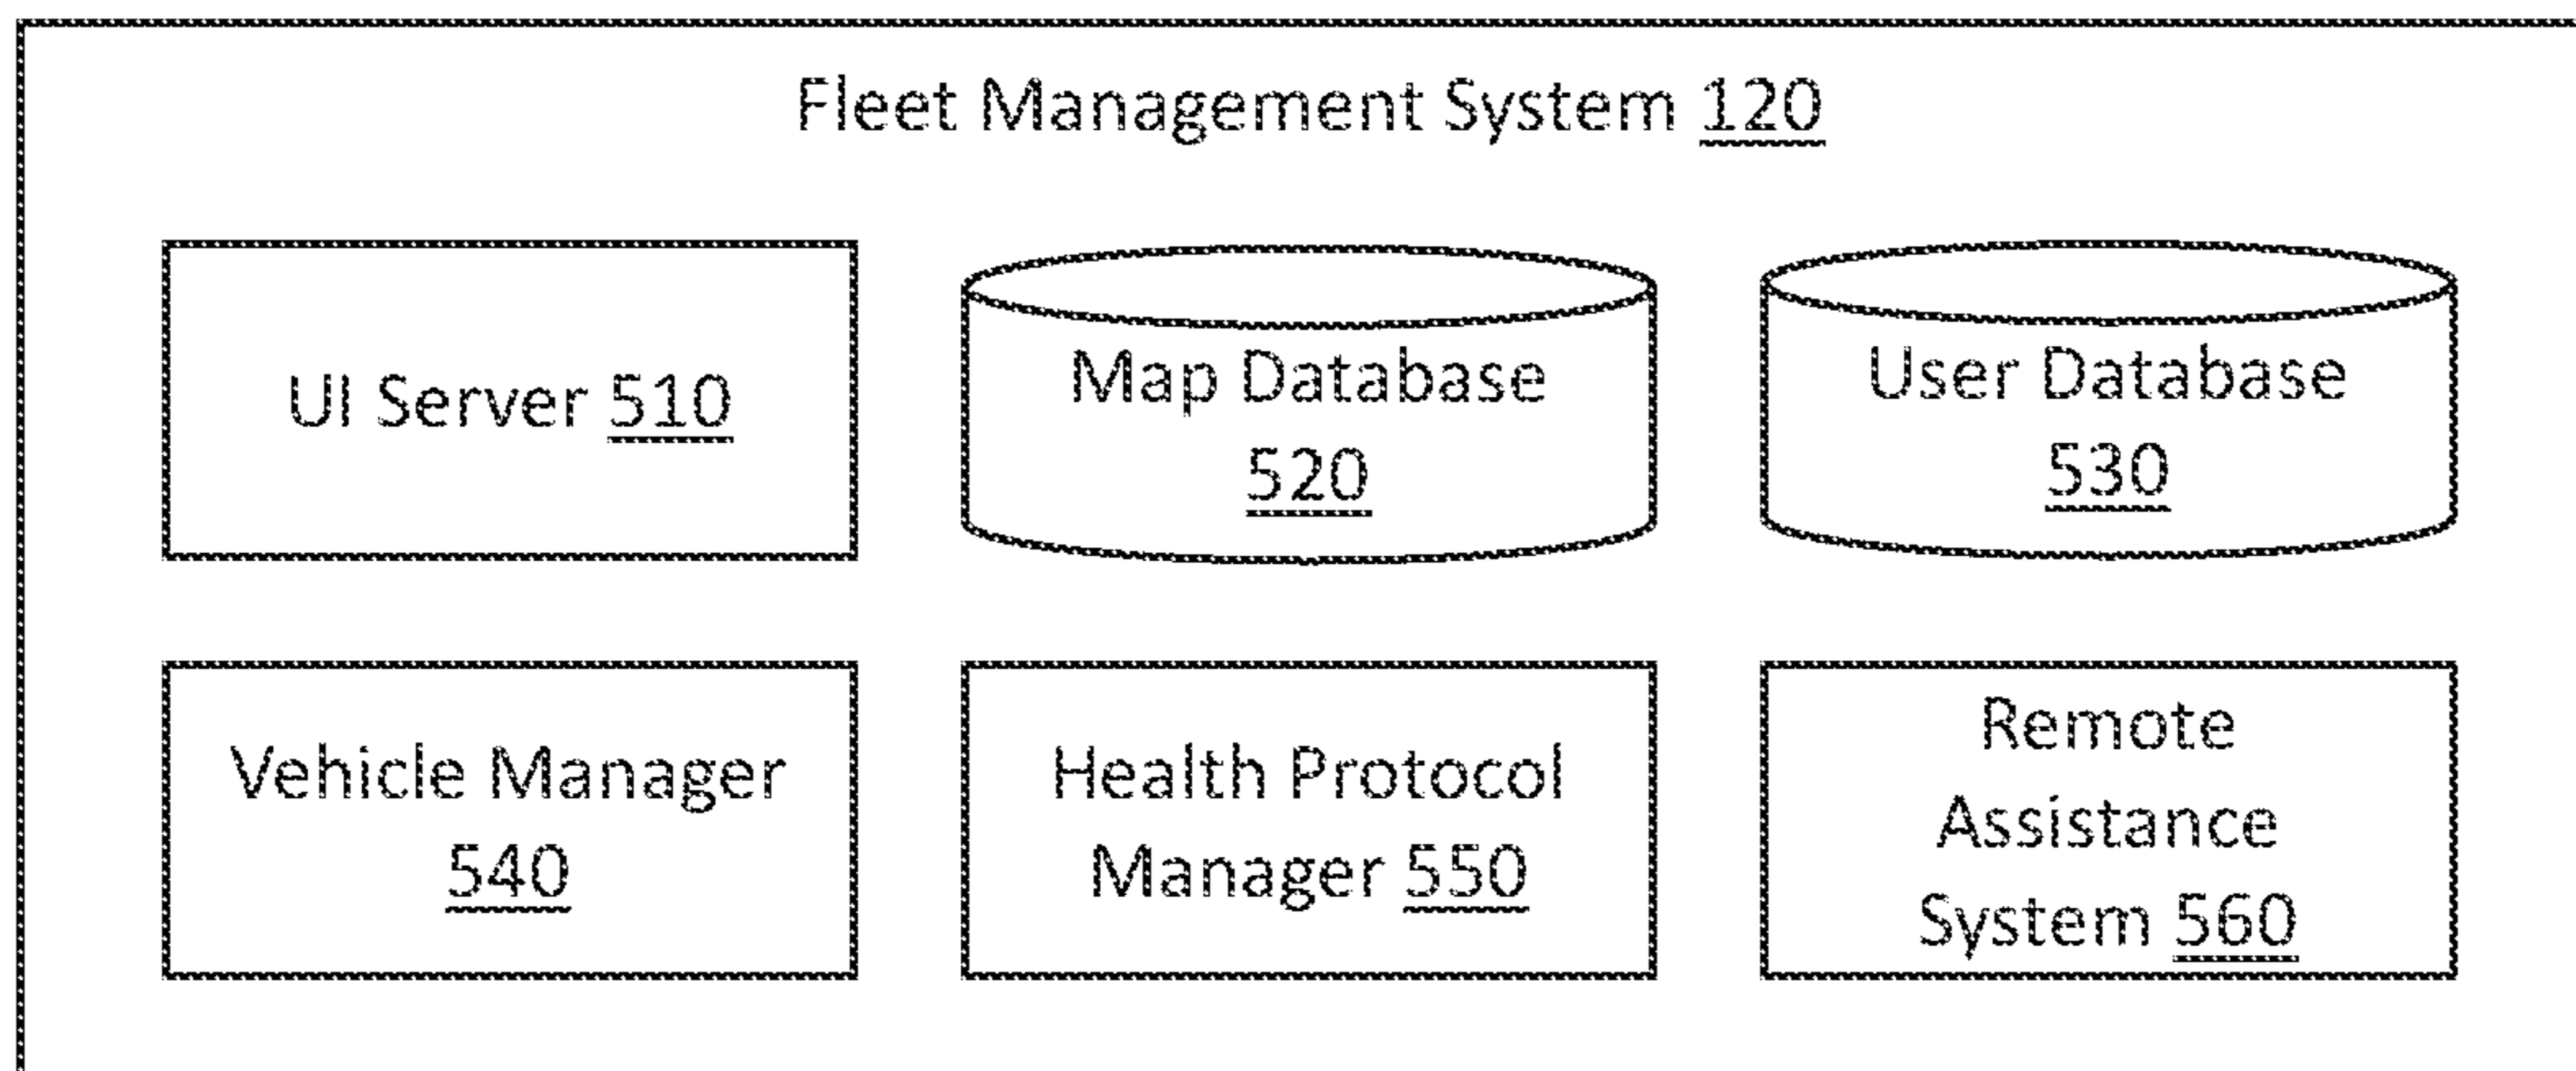 Fleet Management System 120
UI Server 510
Map Database
520
User Database
530
Vehicle Manager
540
Health Protocol
Manager 550
Remote
Assistance
System 560